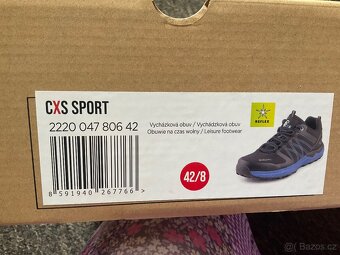 CXS SPORT
2220 047 806 42
Vycházková obuv / Vychádzková obuv
Obuwie na czas wolny / Leisure footwear
REFLEX
42/8
8 591940 267766 >
Bazoš.cz